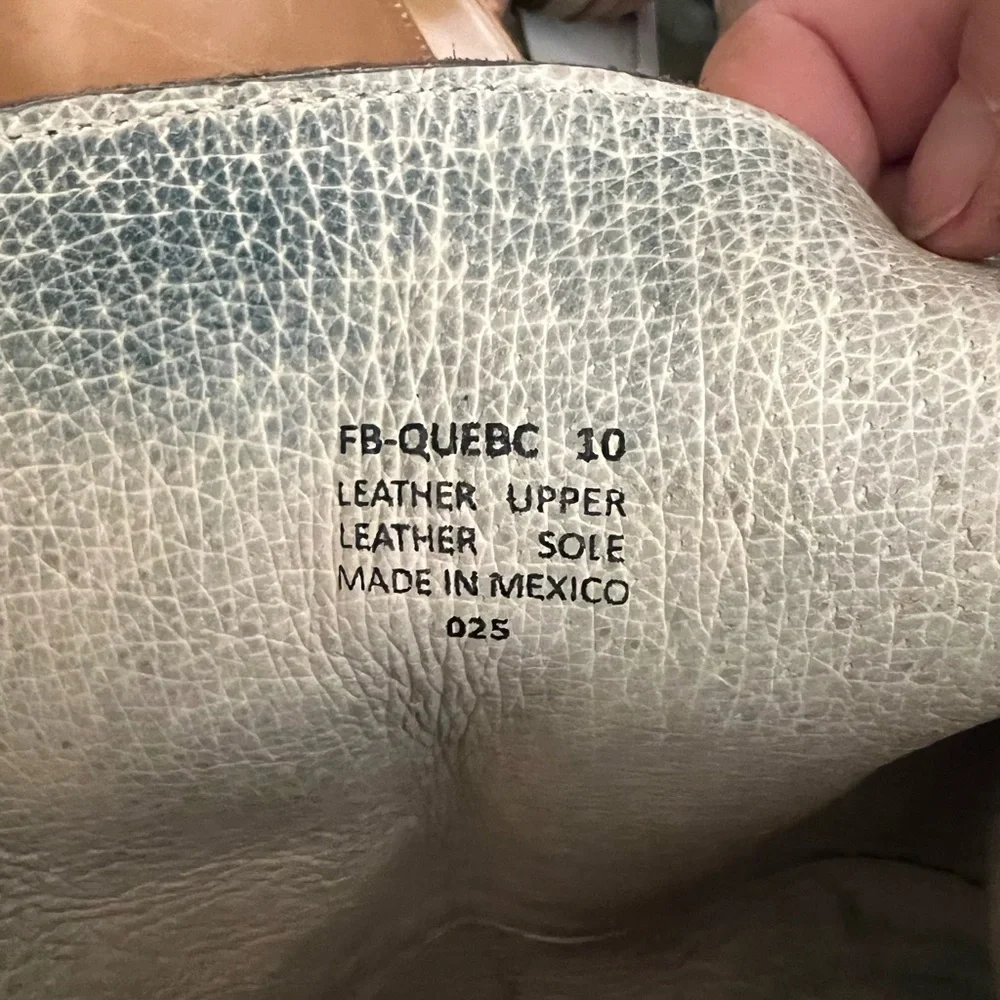 FB-QUEBC 10
LEATHER UPPER
LEATHER SOLE
MADE IN MEXICO
025